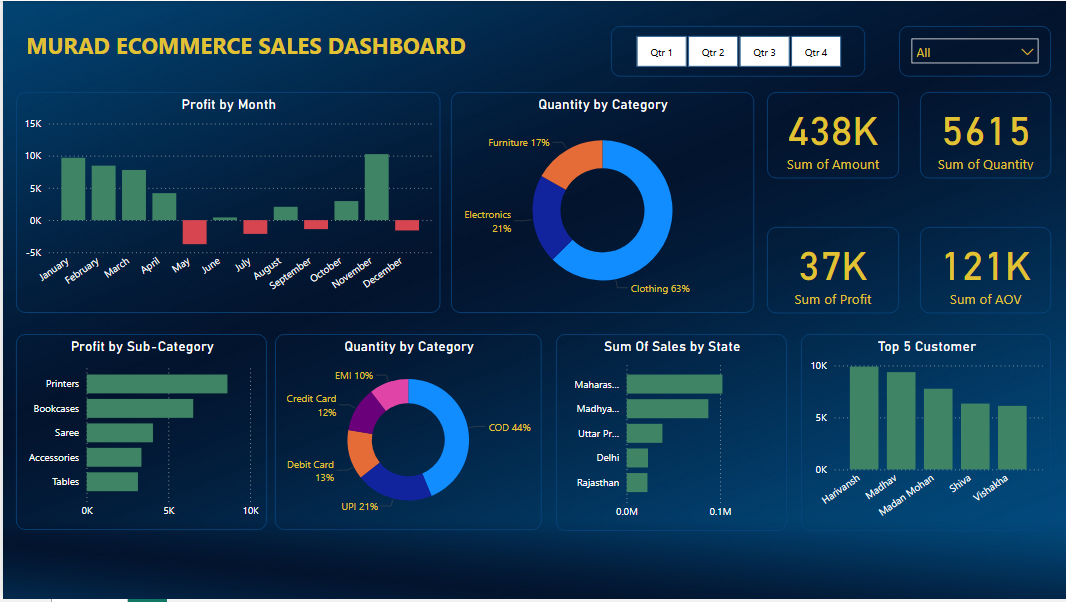 MURAD ECOMMERCE SALES DASHBOARD
Qtr 1
Qtr 2
Qtr 3
Qtr 4
All
Profit by Month
15K
10K
5K
0K
-5K
January
February
March
April
May
June
July
August
September
October
November
December
Quantity by Category
Furniture 17%
Electronics
21%
Clothing 63%
438K
Sum of Amount
5615
Sum of Quantity
37K
Sum of Profit
121K
Sum of AOV
Profit by Sub-Category
Printers
Bookcases
Saree
Accessories
Tables
0K
5K
10K
Quantity by Category
EMI 10%
Credit Card
12%
COD 44%
Debit Card
13%
UPI 21%
Sum Of Sales by State
Maharas...
Madhya...
Uttar Pr...
Delhi
Rajasthan
0.0M
0.1M
Top 5 Customer
10K
5K
0K
Harivansh
Madhav
Madan Mohan
Shiva
Vishakha